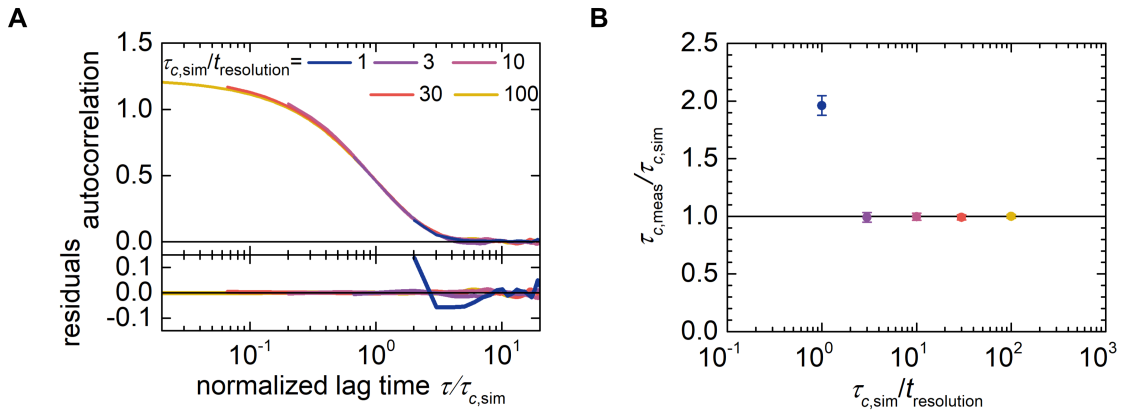 A
B
1.5
1.0
0.5
0.0
autocorrelation
τc,sim/tresolution= 1 3 10
30 100
0.1
0.0
-0.1
residuals
10⁻¹ 10⁰ 10¹
normalized lag time τ/τc,sim
2.5
2.0
1.5
1.0
0.5
0.0
τc,meas/τc,sim
10⁻¹ 10⁰ 10¹ 10² 10³
τc,sim/tresolution